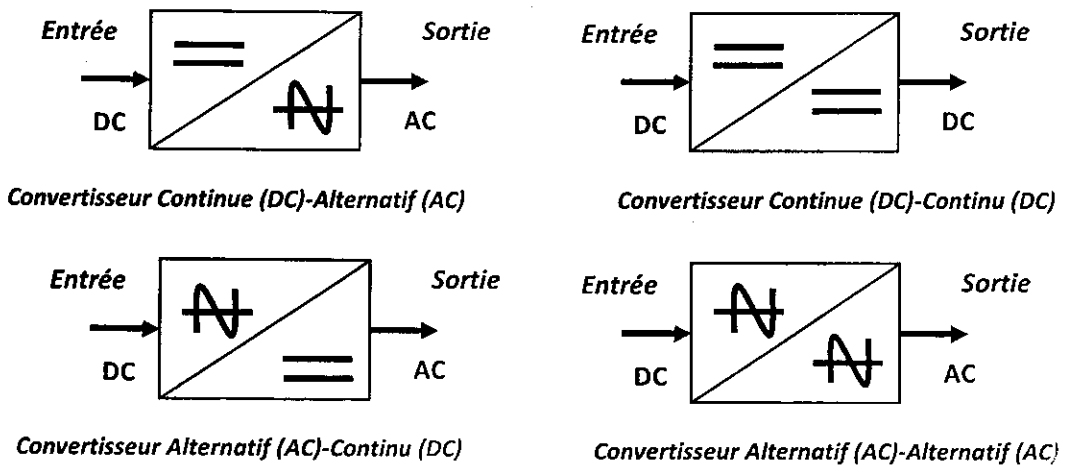 Entrée Sortie
DC AC
Convertisseur Continue (DC)-Alternatif (AC)
Entrée Sortie
DC DC
Convertisseur Continue (DC)-Continu (DC)
Entrée Sortie
DC AC
Convertisseur Alternatif (AC)-Continu (DC)
Entrée Sortie
DC AC
Convertisseur Alternatif (AC)-Alternatif (AC)